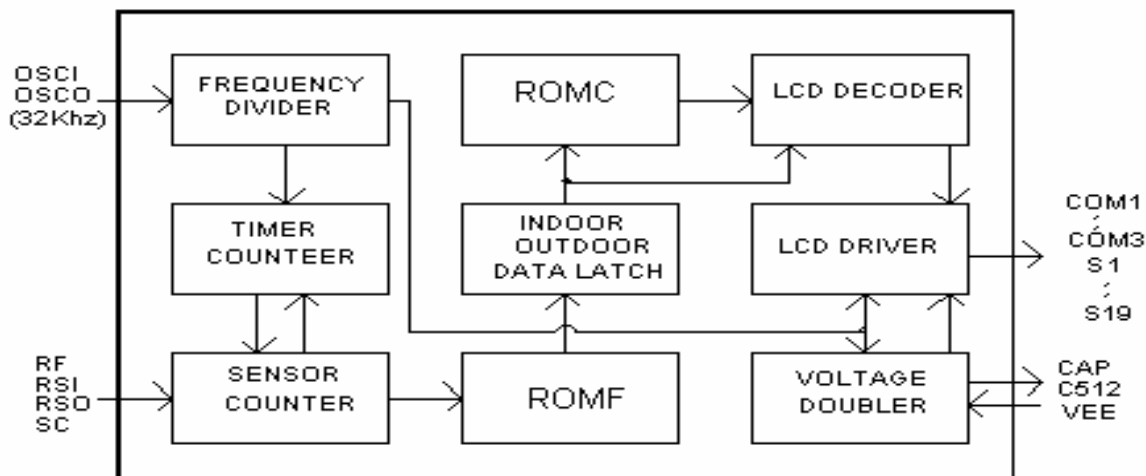 OSCI
OSCO
(32Khz)
FREQUENCY
DIVIDER
ROMC
LCD DECODER
TIMER
COUNTEER
INDOOR
OUTDOOR
DATA LATCH
LCD DRIVER
COM1
:
COM3
S1
:
S19
RF
RSI
RSO
SC
SENSOR
COUNTER
ROMF
VOLTAGE
DOUBLER
CAP
C512
VEE